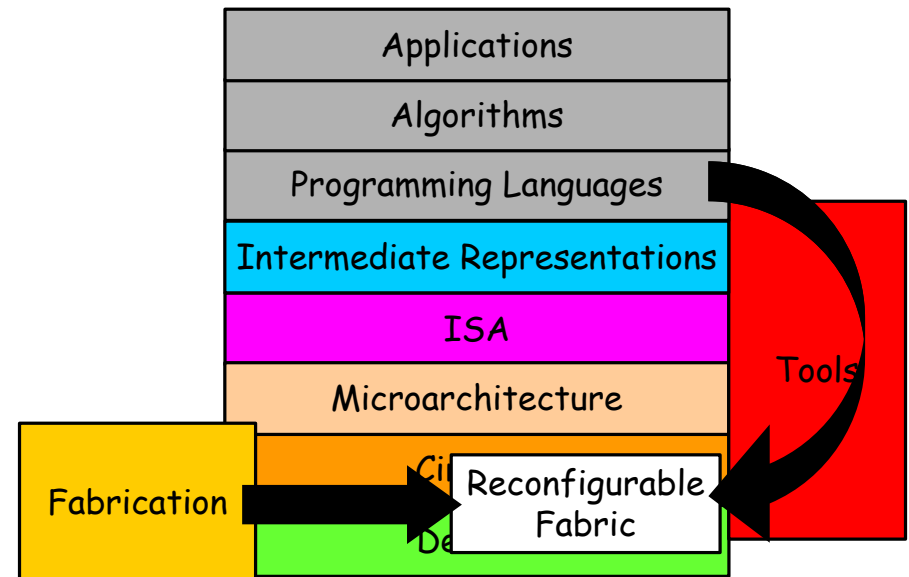 Applications
Algorithms
Programming Languages
Intermediate Representations
ISA
Tools
Microarchitecture
Fabrication
Reconfigurable
Fabric